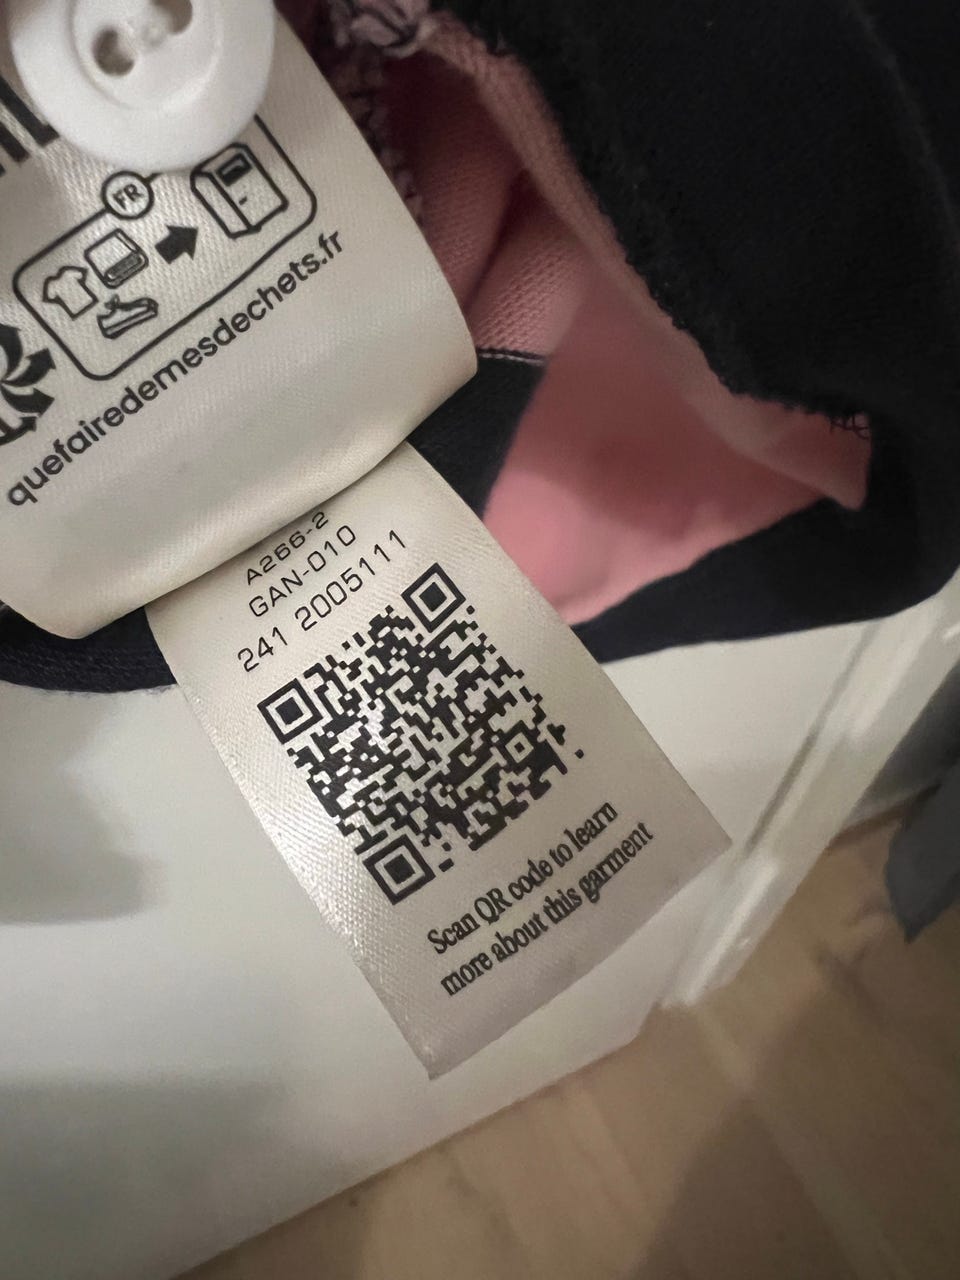 FR
quefairedemesdechets.fr
A266-2
GAN-010
241 2005111
Scan QR code to learn
more about this garment